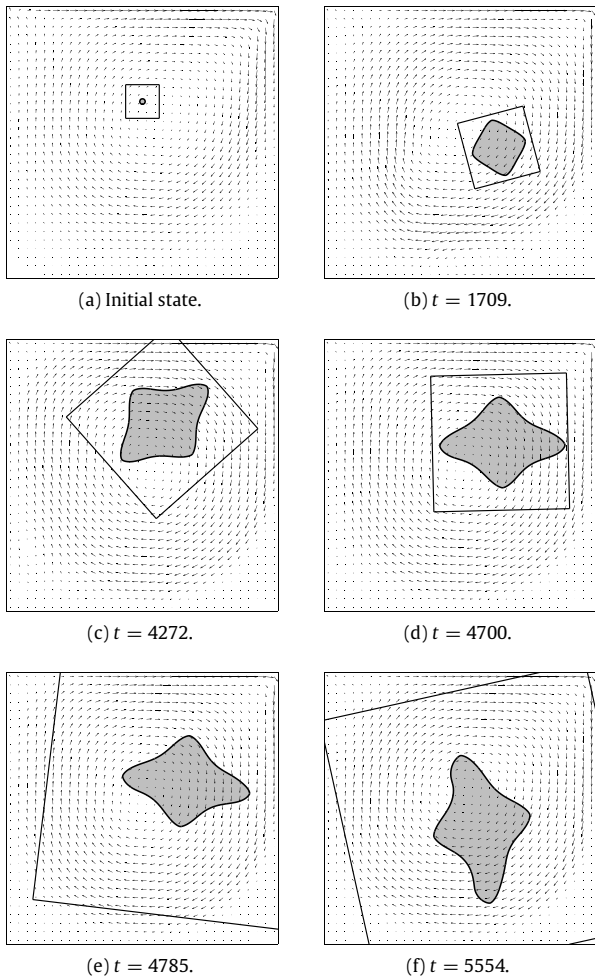 (a) Initial state.
(b) t = 1709.
(c) t = 4272.
(d) t = 4700.
(e) t = 4785.
(f) t = 5554.